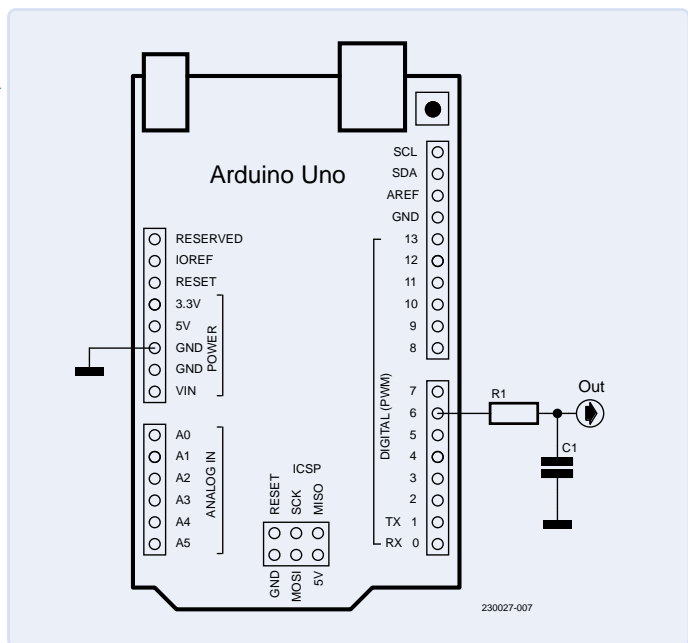 Arduino Uno
RESERVED
IOREF
RESET
3.3V
5V
GND
GND
VIN
POWER
A0
A1
A2
A3
A4
A5
ANALOG IN
SCL
SDA
AREF
GND
13
12
11
10
9
8
7
6
5
4
3
2
TX 1
RX 0
DIGITAL (PWM)
ICSP
RESET
SCK
MISO
GND
MOSI
5V
R1
Out
C1
230027-007